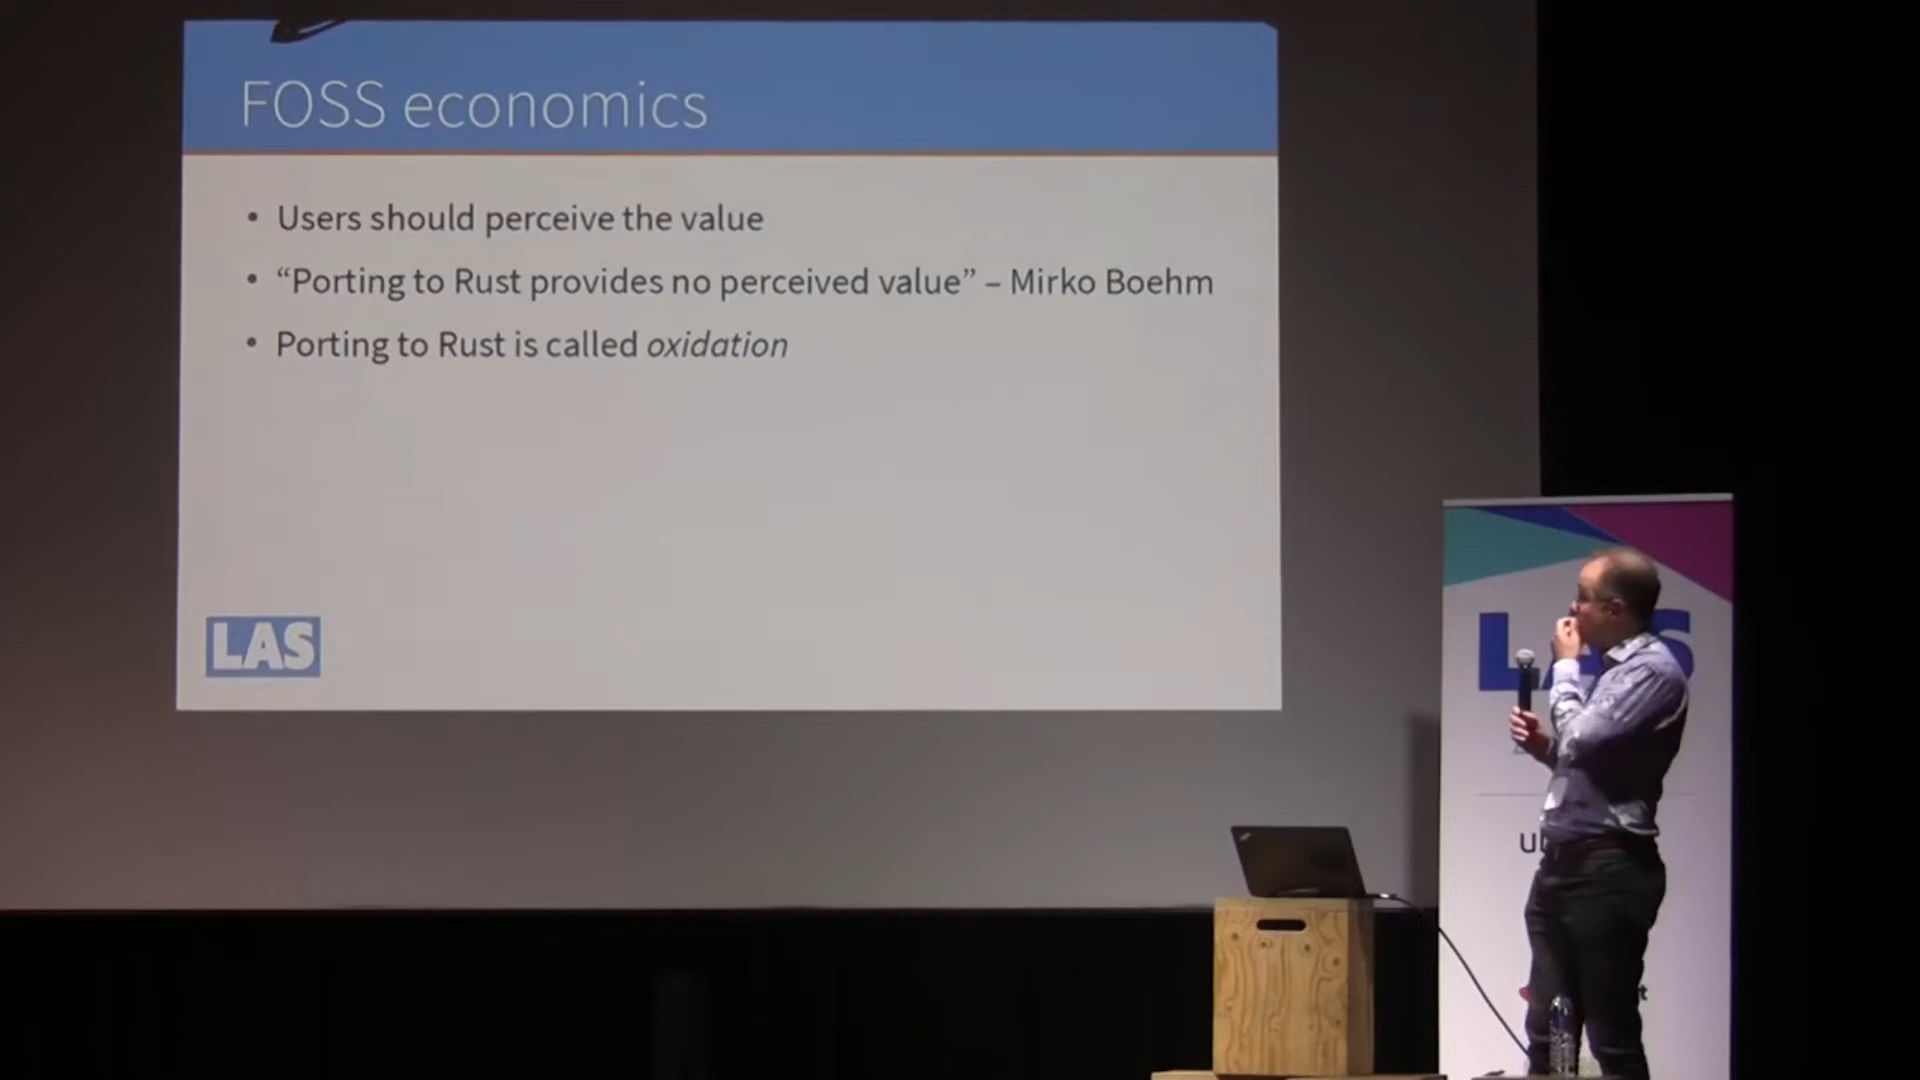 FOSS economics
• Users should perceive the value
• “Porting to Rust provides no perceived value” – Mirko Boehm
• Porting to Rust is called oxidation
LAS
LAS